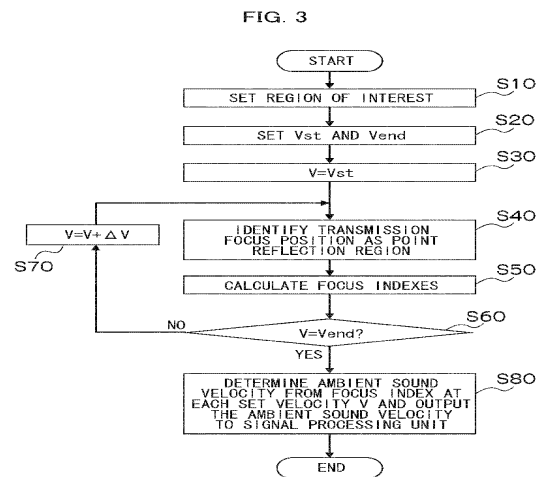 FIG. 3
START
SET REGION OF INTEREST
S10
SET Vst AND Vend
S20
V=Vst
S30
IDENTIFY TRANSMISSION
FOCUS POSITION AS POINT
REFLECTION REGION
S40
V=V+ΔV
S70
CALCULATE FOCUS INDEXES
S50
V=Vend?
S60
NO
YES
DETERMINE AMBIENT SOUND
VELOCITY FROM FOCUS INDEX AT
EACH SET VELOCITY V AND OUTPUT
THE AMBIENT SOUND VELOCITY
TO SIGNAL PROCESSING UNIT
S80
END